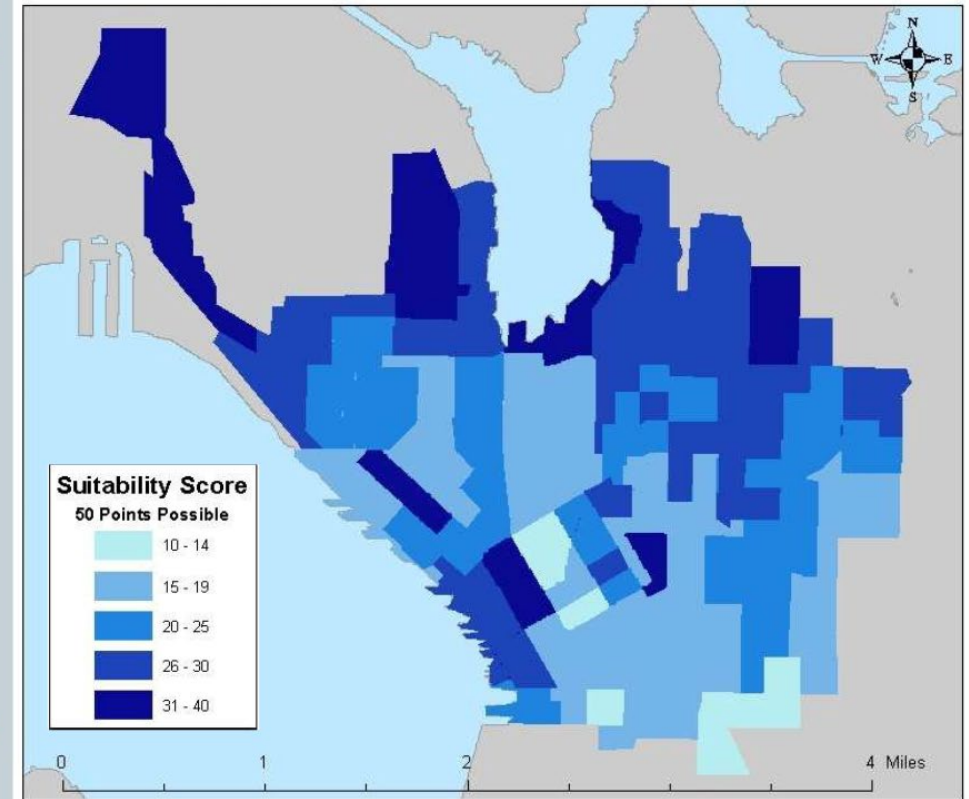 N
W E
S
Suitability Score
50 Points Possible
10 - 14
15 - 19
20 - 25
26 - 30
31 - 40
0 1 2 4 Miles